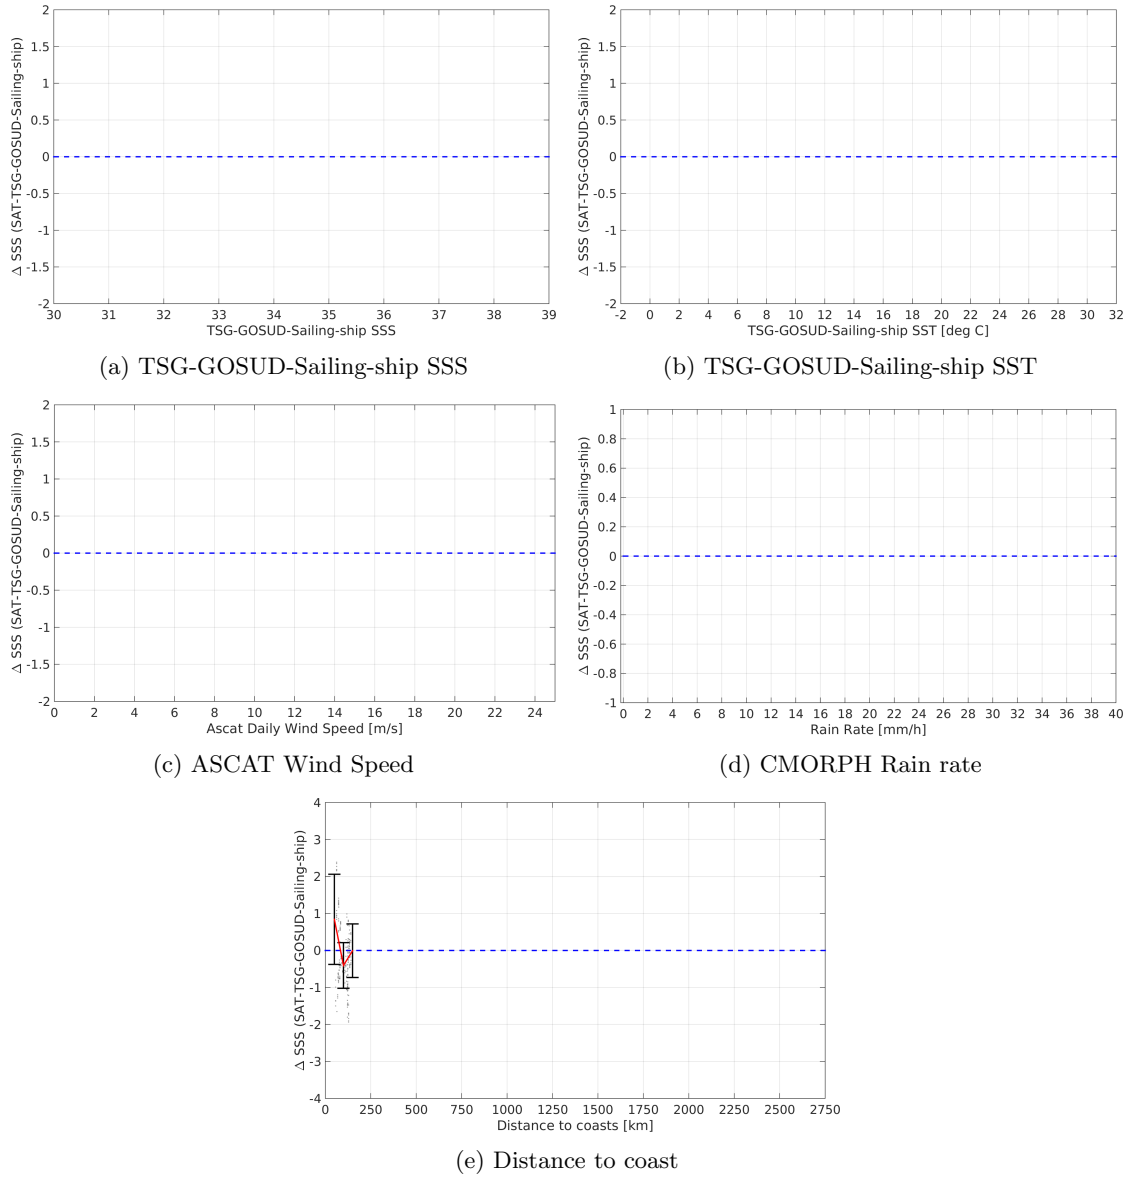 2
1.5
1
0.5
0
-0.5
-1
-1.5
-2
30 31 32 33 34 35 36 37 38 39
Δ SSS (SAT-TSG-GOSUD-Sailing-ship)
TSG-GOSUD-Sailing-ship SSS
(a) TSG-GOSUD-Sailing-ship SSS
2
1.5
1
0.5
0
-0.5
-1
-1.5
-2
-2 0 2 4 6 8 10 12 14 16 18 20 22 24 26 28 30 32
Δ SSS (SAT-TSG-GOSUD-Sailing-ship)
TSG-GOSUD-Sailing-ship SST [deg C]
(b) TSG-GOSUD-Sailing-ship SST
2
1.5
1
0.5
0
-0.5
-1
-1.5
-2
0 2 4 6 8 10 12 14 16 18 20 22 24
Δ SSS (SAT-TSG-GOSUD-Sailing-ship)
Ascat Daily Wind Speed [m/s]
(c) ASCAT Wind Speed
1
0.8
0.6
0.4
0.2
0
-0.2
-0.4
-0.6
-0.8
-1
0 2 4 6 8 10 12 14 16 18 20 22 24 26 28 30 32 34 36 38 40
Δ SSS (SAT-TSG-GOSUD-Sailing-ship)
Rain Rate [mm/h]
(d) CMORPH Rain rate
4
3
2
1
0
-1
-2
-3
-4
0 250 500 750 1000 1250 1500 1750 2000 2250 2500 2750
Δ SSS (SAT-TSG-GOSUD-Sailing-ship)
Distance to coasts [km]
(e) Distance to coast